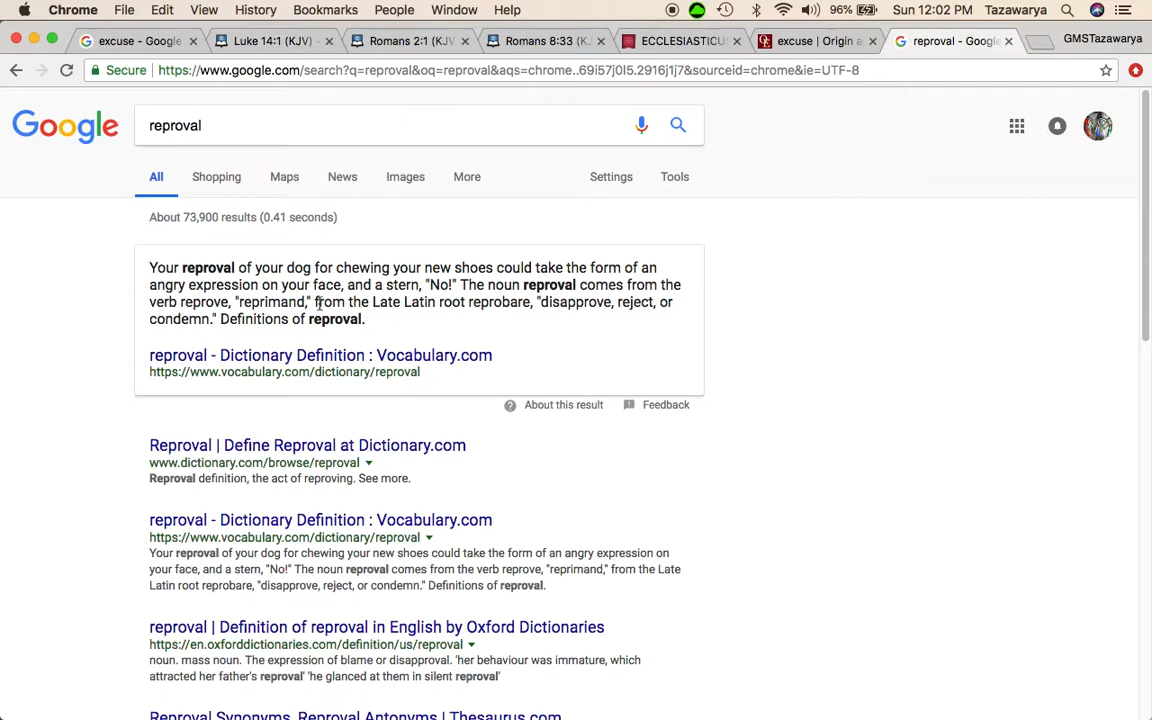 Chrome File Edit View History Bookmarks People Window Help 96% Sun 12:02 PM Tazawarya
excuse - Google Luke 14:1 (KJV) - Romans 2:1 (KJV Romans 8:33 (KJ ECCLESIASTICU OE excuse | Origin a reproval - Google GMSTazawarya
Secure https://www.google.com/search?q=reproval&oq=reproval&aqs=chrome..69i57j0l5.2916j1j7&sourceid=chrome&ie=UTF-8
Google reproval
All Shopping Maps News Images More Settings Tools
About 73,900 results (0.41 seconds)
Your reproval of your dog for chewing your new shoes could take the form of an
angry expression on your face, and a stern, "No!" The noun reproval comes from the
verb reprove, "reprimand," from the Late Latin root reprobare, "disapprove, reject, or
condemn." Definitions of reproval.
reproval - Dictionary Definition : Vocabulary.com
https://www.vocabulary.com/dictionary/reproval
About this result Feedback
Reproval | Define Reproval at Dictionary.com
www.dictionary.com/browse/reproval
Reproval definition, the act of reproving. See more.
reproval - Dictionary Definition : Vocabulary.com
https://www.vocabulary.com/dictionary/reproval
Your reproval of your dog for chewing your new shoes could take the form of an angry expression on
your face, and a stern, "No!" The noun reproval comes from the verb reprove, "reprimand," from the Late
Latin root reprobare, "disapprove, reject, or condemn." Definitions of reproval.
reproval | Definition of reproval in English by Oxford Dictionaries
https://en.oxforddictionaries.com/definition/us/reproval
noun. mass noun. The expression of blame or disapproval. 'her behaviour was immature, which
attracted her father's reproval' 'he glanced at them in silent reproval'
Reproval Synonyms, Reproval Antonyms | Thesaurus.com